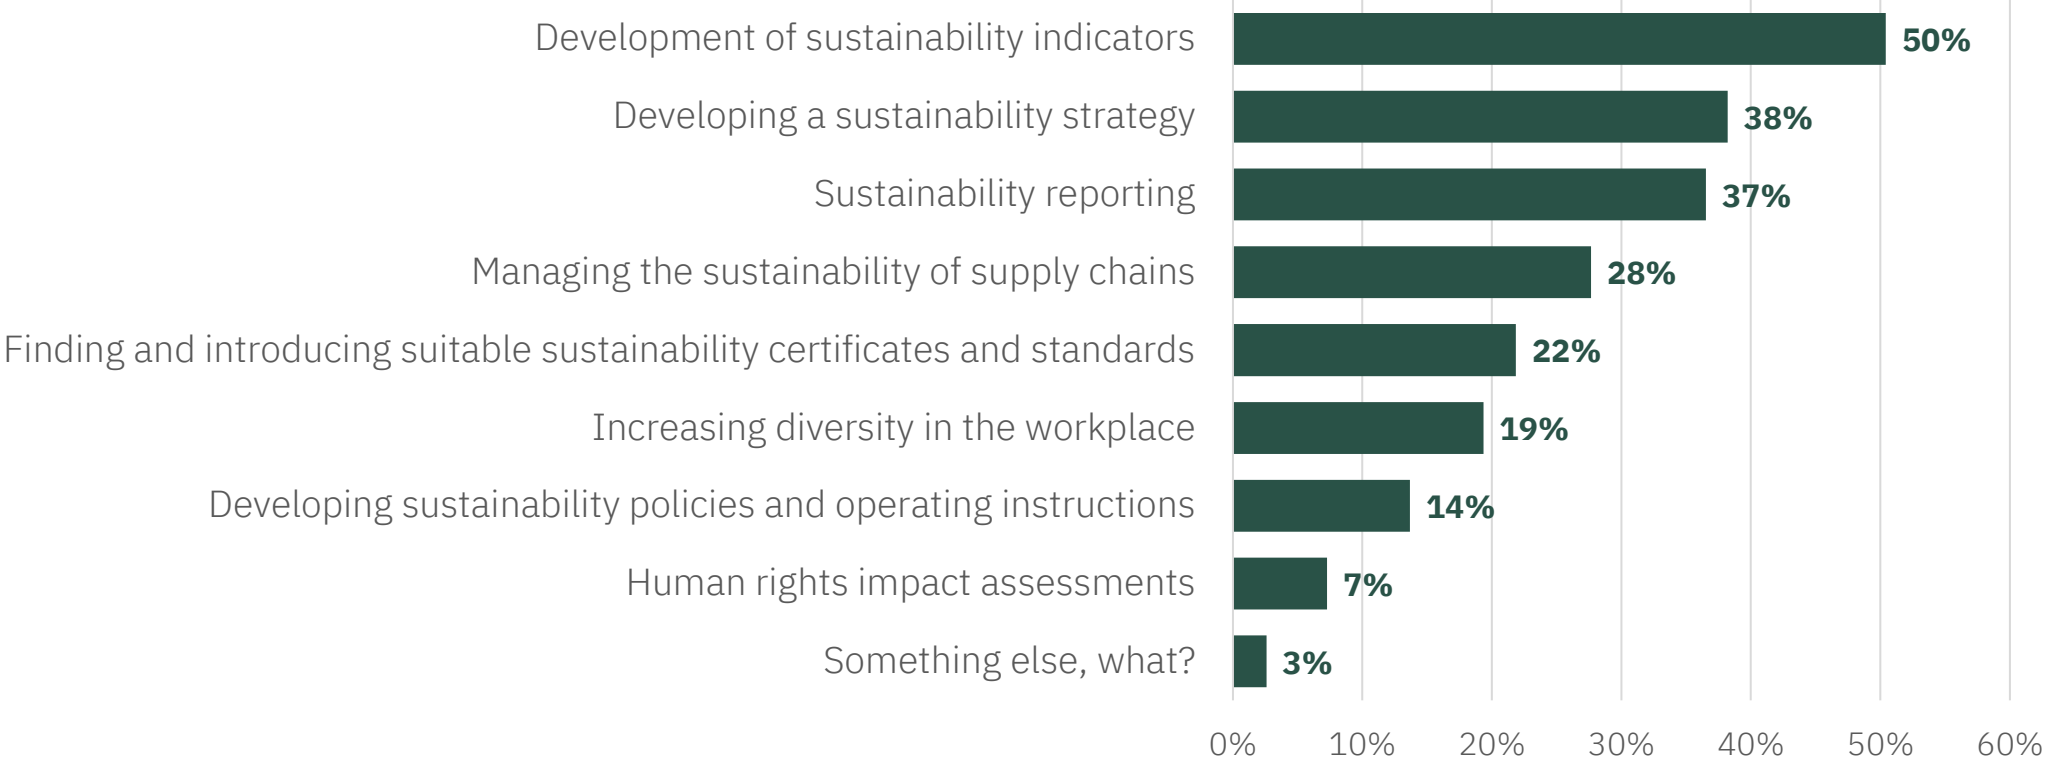 Development of sustainability indicators 50%
Developing a sustainability strategy 38%
Sustainability reporting 37%
Managing the sustainability of supply chains 28%
Finding and introducing suitable sustainability certificates and standards 22%
Increasing diversity in the workplace 19%
Developing sustainability policies and operating instructions 14%
Human rights impact assessments 7%
Something else, what? 3%
0% 10% 20% 30% 40% 50% 60%